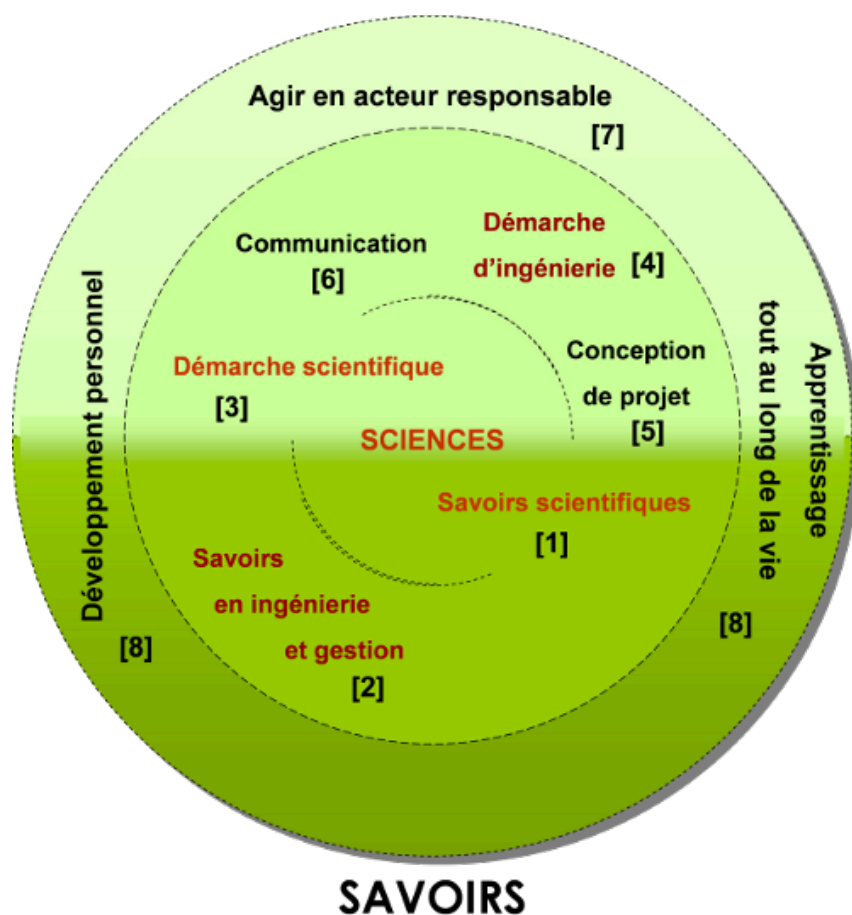 Agir en acteur responsable
[7]
Démarche
d'ingénierie [4]
Communication
[6]
Développement personnel
[8]
Démarche scientifique
[3]
Conception
de projet
[5]
Apprentissage
tout au long de la vie
[8]
SCIENCES
Savoirs scientifiques
[1]
Savoirs
en ingénierie
et gestion
[2]
SAVOIRS